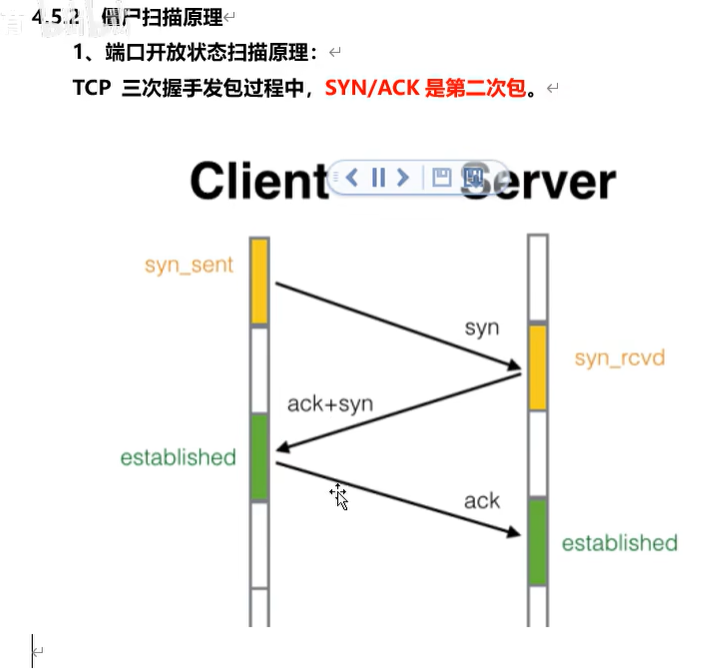 4.5.2 僵尸扫描原理
1、端口开放状态扫描原理：
TCP 三次握手发包过程中，SYN/ACK 是第二次包。
Client Server
syn_sent
syn
syn_rcvd
ack+syn
established
ack
established